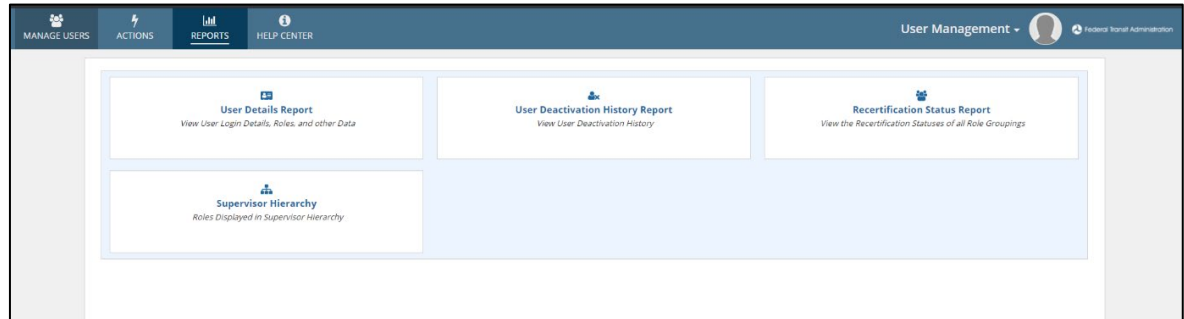 MANAGE USERS
ACTIONS
REPORTS
HELP CENTER
User Management
Federal Transit Administration
User Details Report
View User Login Details, Roles, and other Data
User Deactivation History Report
View User Deactivation History
Recertification Status Report
View the Recertification Statuses of all Role Groupings
Supervisor Hierarchy
Roles Displayed in Supervisor Hierarchy